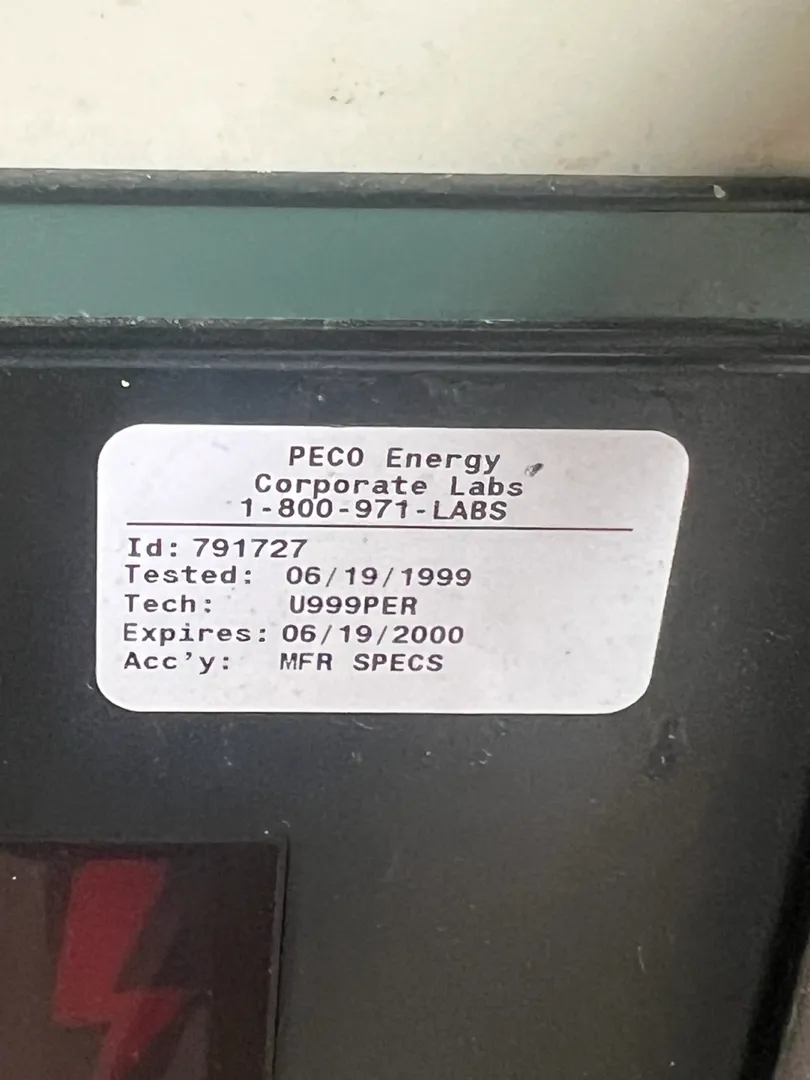 PECO Energy
Corporate Labs
1-800-971-LABS
Id: 791727
Tested: 06/19/1999
Tech: U999PER
Expires: 06/19/2000
Acc'y: MFR SPECS